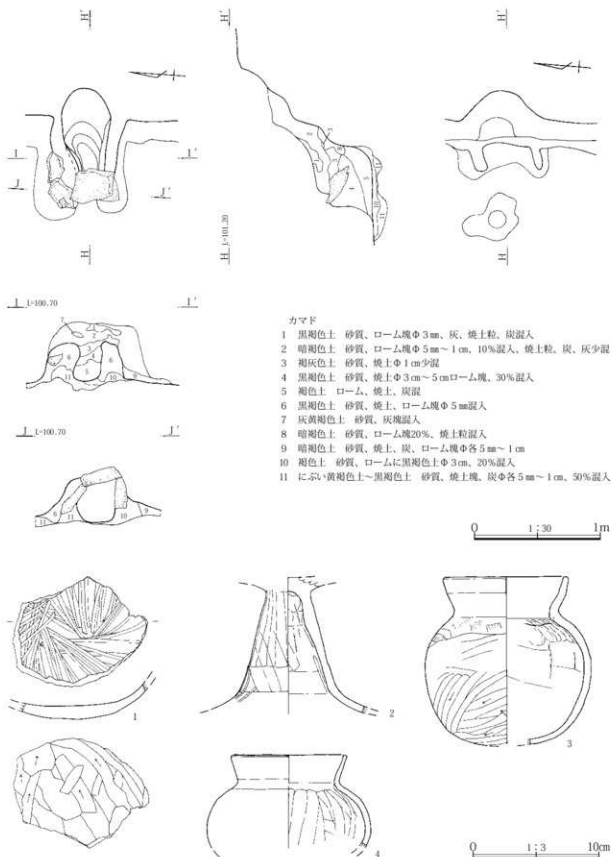 H′
H′
H′
I
I′
J
J′
H
H L=101.20
H
I L=100.70
I′
J L=100.70
J′
カマド
1 黒褐色土 砂質、ローム塊Φ3㎜、灰、焼土粒、炭混入
2 暗褐色土 砂質、ローム塊Φ5㎜～1㎝、10%混入、焼土粒、炭、灰少混
3 褐灰色土 砂質、焼土Φ1㎝少混
4 黒褐色土 砂質、焼土Φ3㎝～5㎝ローム塊、30%混入
5 褐色土 ローム、焼土、炭混
6 黒褐色土 砂質、焼土、ローム塊Φ5㎜混入
7 灰黄褐色土 砂質、灰塊混入
8 暗褐色土 砂質、ローム塊20%、焼土粒混入
9 暗褐色土 砂質、焼土、炭、ローム塊Φ各5㎜～1㎝
10 褐色土 砂質、ロームに黒褐色土Φ3㎝、20%混入
11 にぶい黄褐色土～黒褐色土 砂質、焼土塊、炭Φ各5㎜～1㎝、50%混入
0 1:30 1m
1
2
3
4
0 1:3 10cm